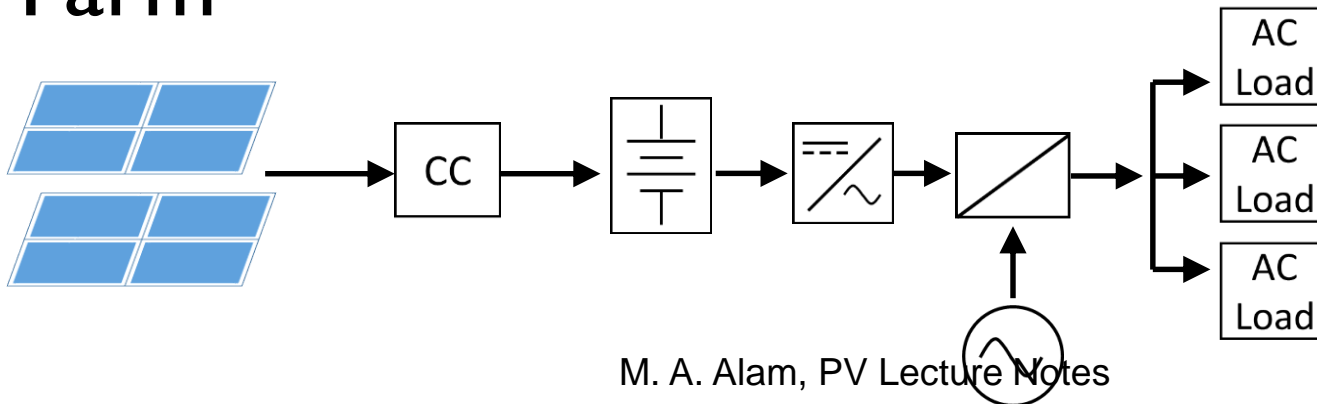 Farm
CC
AC
Load
AC
Load
AC
Load
M. A. Alam, PV Lecture Notes